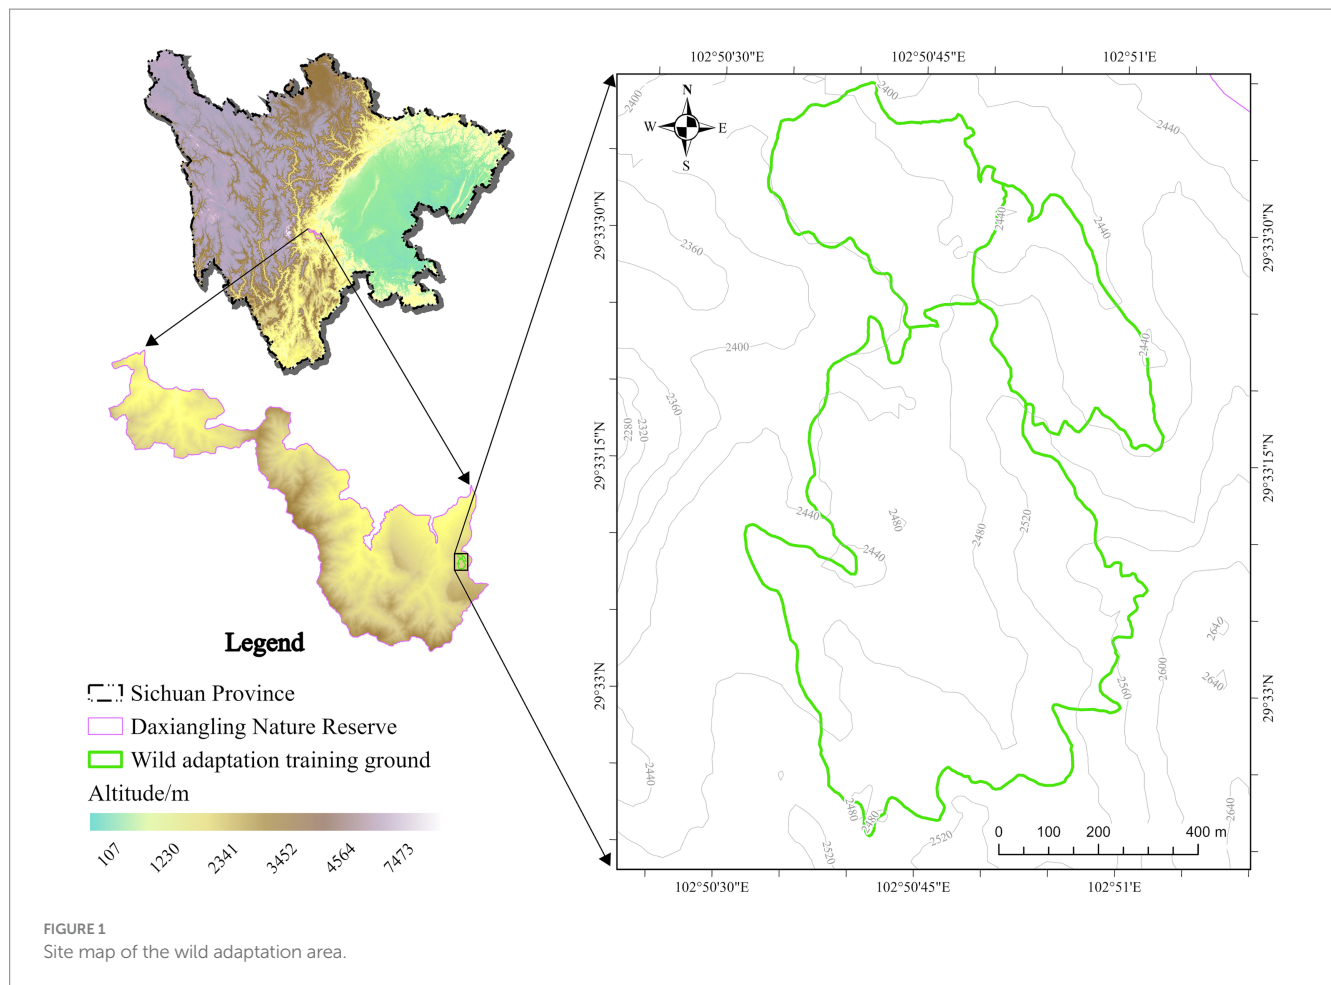 102°50'30"E 102°50'45"E 102°51'E
N
W E
S
29°33'30"N
29°33'15"N
29°33'N
2400
2400
2440
2440
2440
2360
2400
2440
2360
2320
2280
2440
2480
2440
2480
2520
2640
2600
2640
2560
2440
2480
2480
2520
2520
2640
29°33'30"N
29°33'15"N
29°33'N
0 100 200 400 m
102°50'30"E 102°50'45"E 102°51'E
Legend
Sichuan Province
Daxiangling Nature Reserve
Wild adaptation training ground
Altitude/m
107 1230 2341 3452 4564 7473
FIGURE 1
Site map of the wild adaptation area.